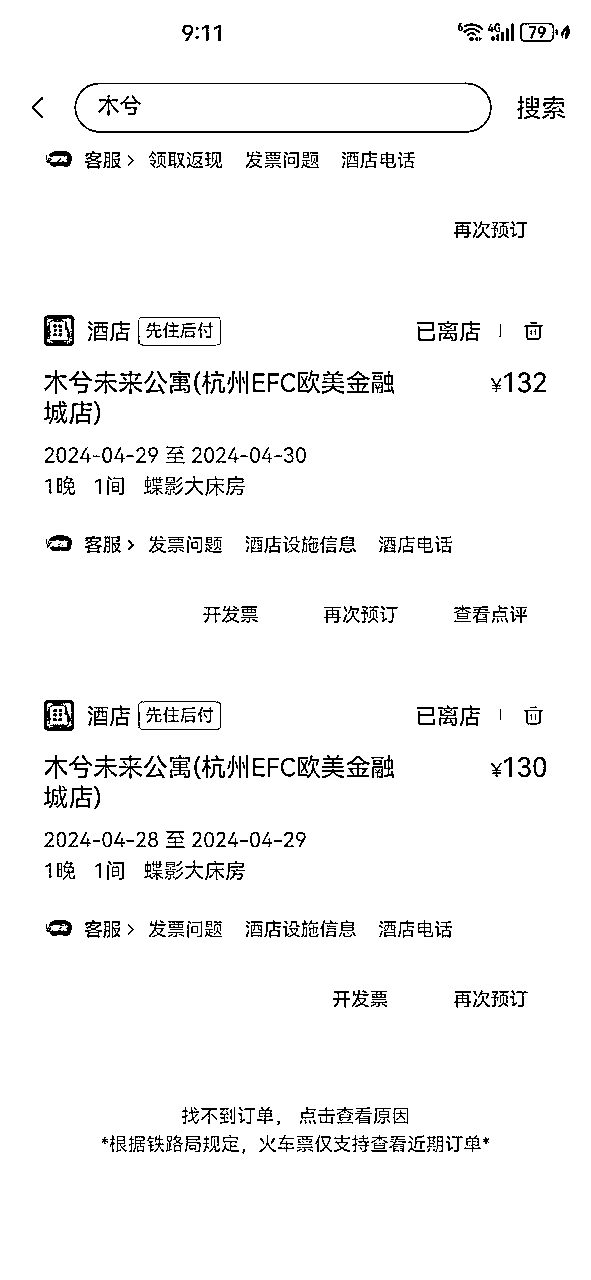 9:11
6 4G 79
木兮
搜索
客服> 领取返现 发票问题 酒店电话
再次预订
酒店 先住后付 已离店
木兮未来公寓(杭州EFC欧美金融 ¥132
城店)
2024-04-29 至 2024-04-30
1晚 1间 蝶影大床房
客服> 发票问题 酒店设施信息 酒店电话
开发票 再次预订 查看点评
酒店 先住后付 已离店
木兮未来公寓(杭州EFC欧美金融 ¥130
城店)
2024-04-28 至 2024-04-29
1晚 1间 蝶影大床房
客服> 发票问题 酒店设施信息 酒店电话
开发票 再次预订
找不到订单， 点击查看原因
*根据铁路局规定，火车票仅支持查看近期订单*